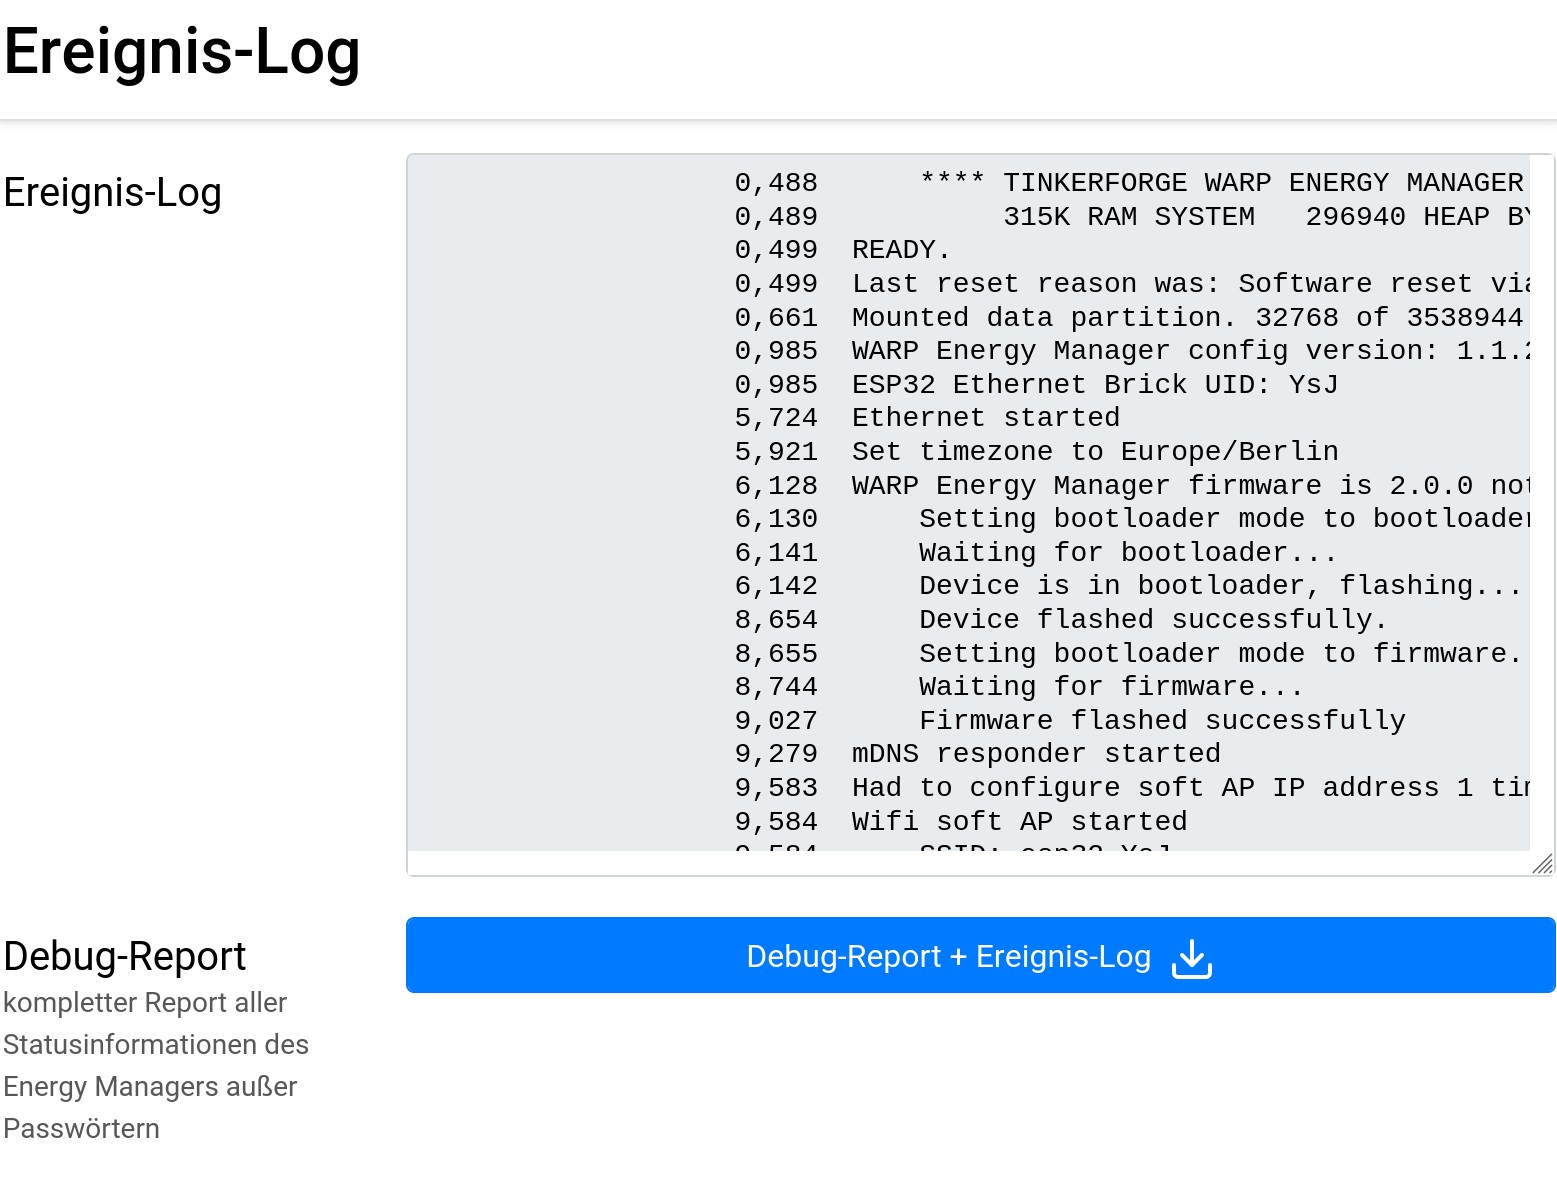 Ereignis-Log
Ereignis-Log
0,488 **** TINKERFORGE WARP ENERGY MANAGER
0,489 315K RAM SYSTEM 296940 HEAP BY
0,499 READY.
0,499 Last reset reason was: Software reset via
0,661 Mounted data partition. 32768 of 3538944
0,985 WARP Energy Manager config version: 1.1.2
0,985 ESP32 Ethernet Brick UID: YsJ
5,724 Ethernet started
5,921 Set timezone to Europe/Berlin
6,128 WARP Energy Manager firmware is 2.0.0 not
6,130 Setting bootloader mode to bootloader
6,141 Waiting for bootloader...
6,142 Device is in bootloader, flashing...
8,654 Device flashed successfully.
8,655 Setting bootloader mode to firmware.
8,744 Waiting for firmware...
9,027 Firmware flashed successfully
9,279 mDNS responder started
9,583 Had to configure soft AP IP address 1
9,584 Wifi soft AP started
9,584 SSID: esp32-YsJ
Debug-Report
kompletter Report aller
Statusinformationen des
Energy Managers außer
Passwörtern
Debug-Report + Ereignis-Log